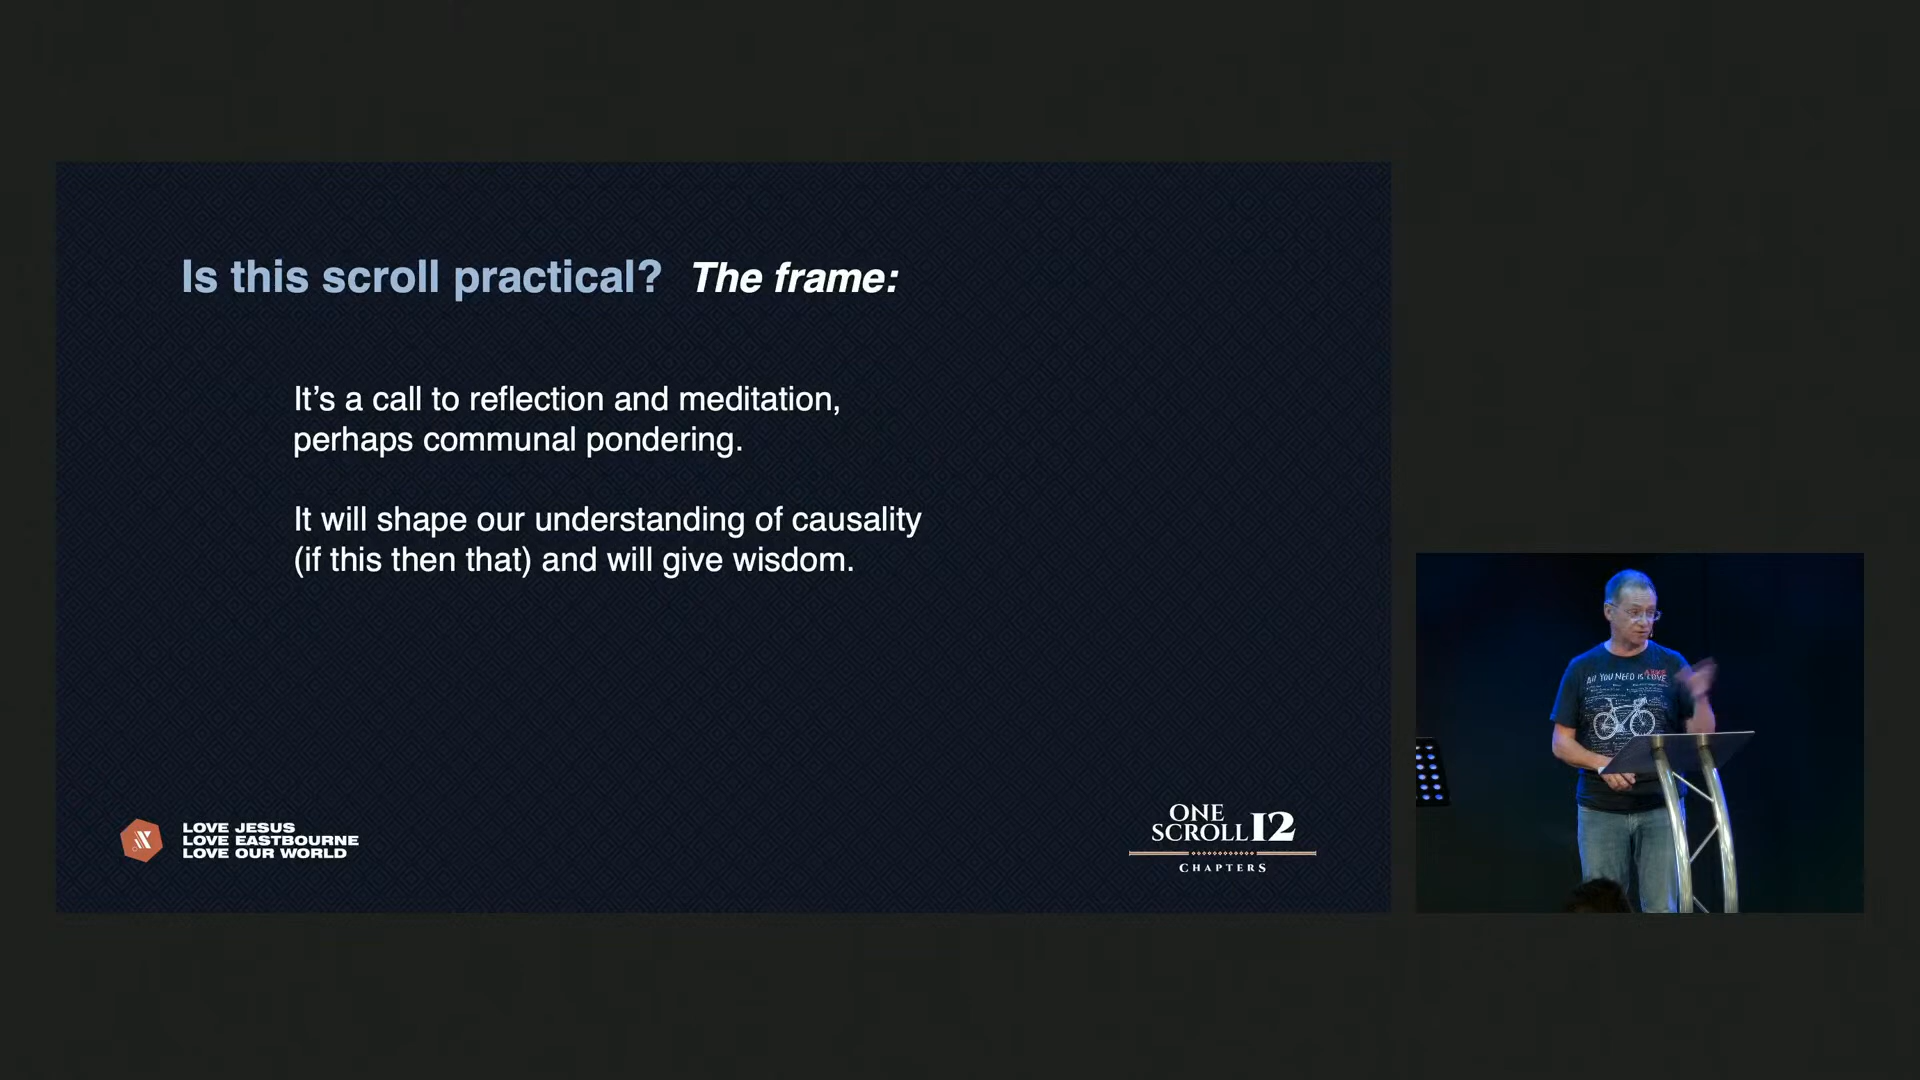 Is this scroll practical? The frame:
It’s a call to reflection and meditation,
perhaps communal pondering.
It will shape our understanding of causality
(if this then that) and will give wisdom.
LOVE JESUS
LOVE EASTBOURNE
LOVE OUR WORLD
ONE
SCROLL 12
CHAPTERS
ALL YOU NEED IS LOVE